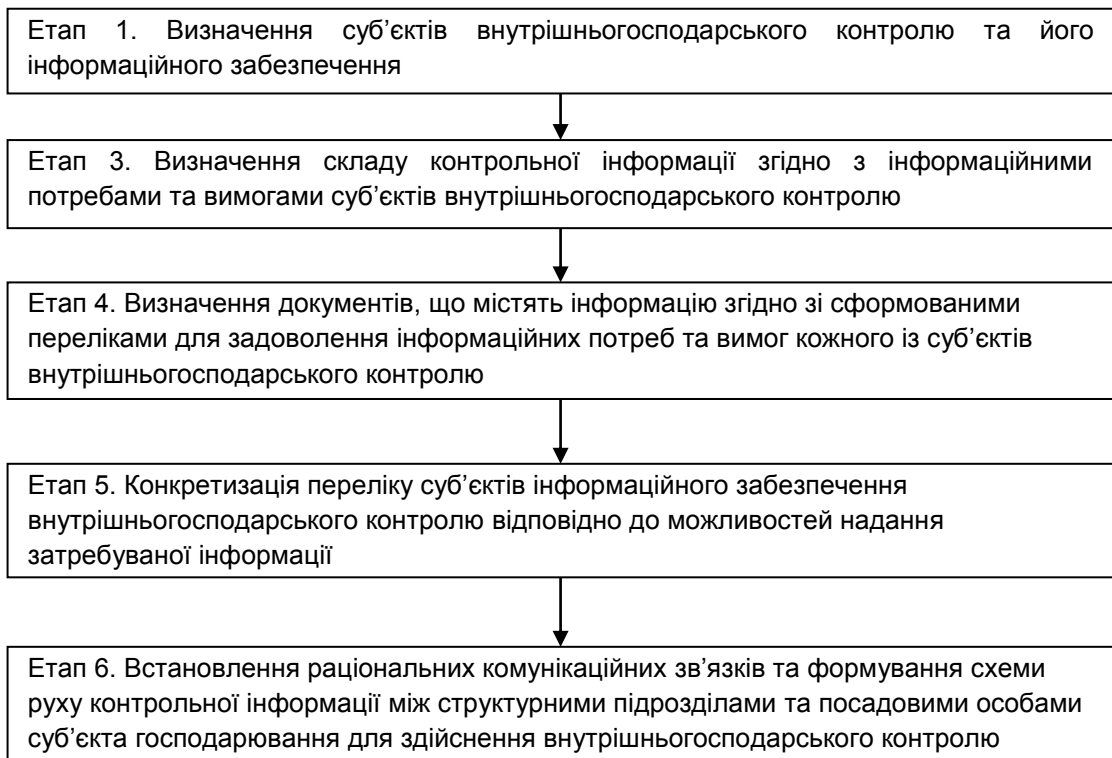 Етап 1. Визначення суб’єктів внутрішньогосподарського контролю та його
інформаційного забезпечення
Етап 3. Визначення складу контрольної інформації згідно з інформаційними
потребами та вимогами суб’єктів внутрішньогосподарського контролю
Етап 4. Визначення документів, що містять інформацію згідно зі сформованими
переліками для задоволення інформаційних потреб та вимог кожного із суб’єктів
внутрішньогосподарського контролю
Етап 5. Конкретизація переліку суб’єктів інформаційного забезпечення
внутрішньогосподарського контролю відповідно до можливостей надання
затребуваної інформації
Етап 6. Встановлення раціональних комунікаційних зв’язків та формування схеми
руху контрольної інформації між структурними підрозділами та посадовими особами
суб’єкта господарювання для здійснення внутрішньогосподарського контролю